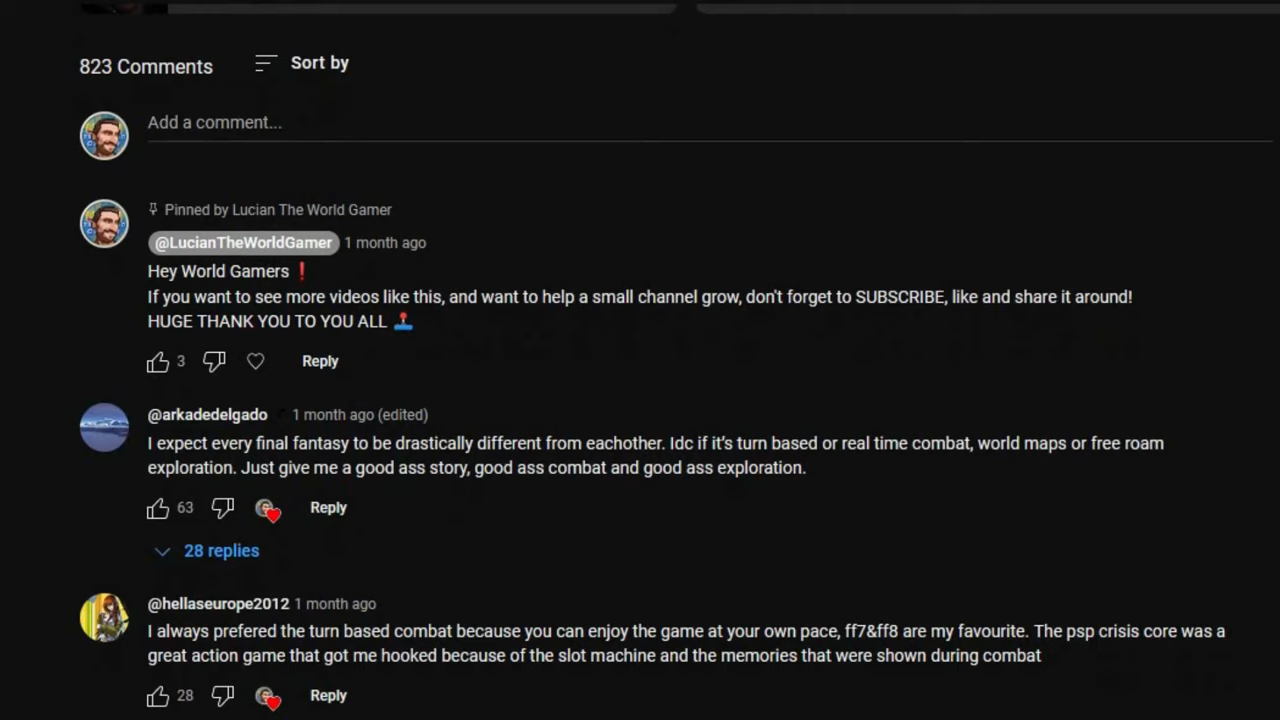 823 Comments
Sort by
Add a comment...
Pinned by Lucian The World Gamer
@LucianTheWorldGamer 1 month ago
Hey World Gamers ❗
If you want to see more videos like this, and want to help a small channel grow, don't forget to SUBSCRIBE, like and share it around!
HUGE THANK YOU TO YOU ALL 🕹️
3 Reply
@arkadedelgado 1 month ago (edited)
I expect every final fantasy to be drastically different from eachother. Idc if it's turn based or real time combat, world maps or free roam
exploration. Just give me a good ass story, good ass combat and good ass exploration.
63 Reply
28 replies
@hellaseurope2012 1 month ago
I always prefered the turn based combat because you can enjoy the game at your own pace, ff7&ff8 are my favourite. The psp crisis core was a
great action game that got me hooked because of the slot machine and the memories that were shown during combat
28 Reply